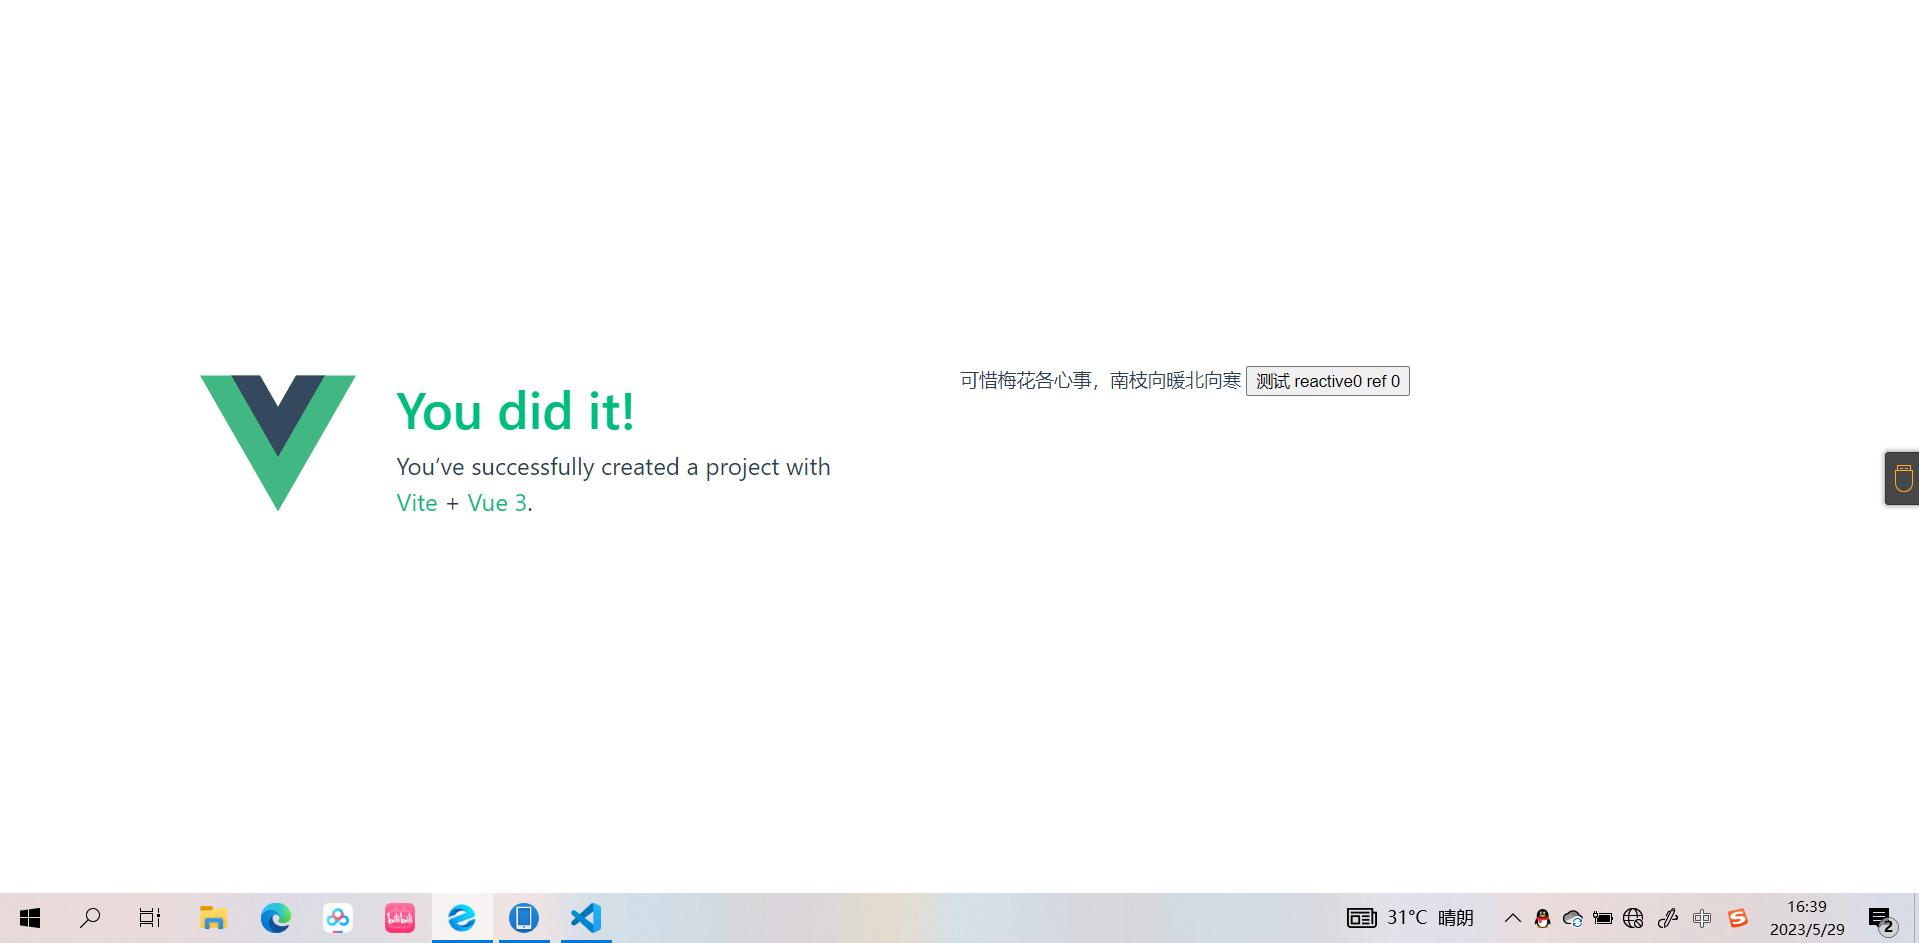 You did it!
You’ve successfully created a project with
Vite + Vue 3.
可惜梅花各心事，南枝向暖北向寒 测试 reactive0 ref 0
bilibili
31°C 晴朗
中
S
16:39
2023/5/29
2